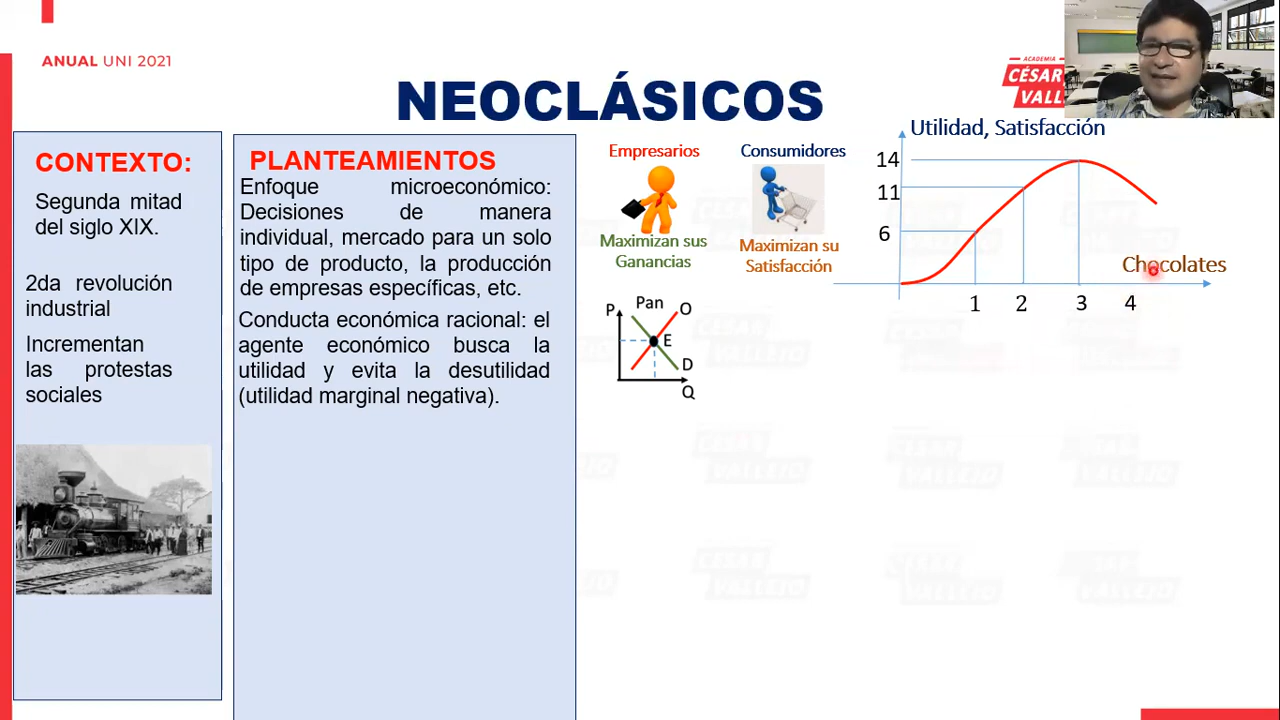 ANUAL UNI 2021
ACADEMIA
CÉSAR
NEOCLÁSICOS
CONTEXTO:
Segunda mitad
del siglo XIX.
2da revolución
industrial
Incrementan
las protestas
sociales
PLANTEAMIENTOS
Enfoque microeconómico:
Decisiones de manera
individual, mercado para un solo
tipo de producto, la producción
de empresas específicas, etc.
Conducta económica racional: el
agente económico busca la
utilidad y evita la desutilidad
(utilidad marginal negativa).
Empresarios
Maximizan sus
Ganancias
Consumidores
Maximizan su
Satisfacción
P Pan O
E
D
Q
Utilidad, Satisfacción
14
11
6
Chocolates
1 2 3 4
CÉSAR
VALLEJO